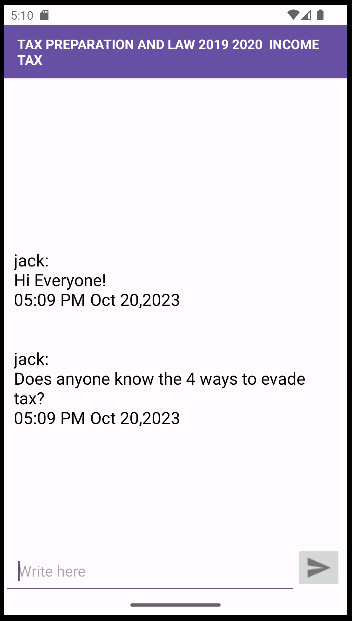 5:10
TAX PREPARATION AND LAW 2019 2020  INCOME
TAX
jack:
Hi Everyone!
05:09 PM Oct 20,2023
jack:
Does anyone know the 4 ways to evade
tax?
05:09 PM Oct 20,2023
Write here